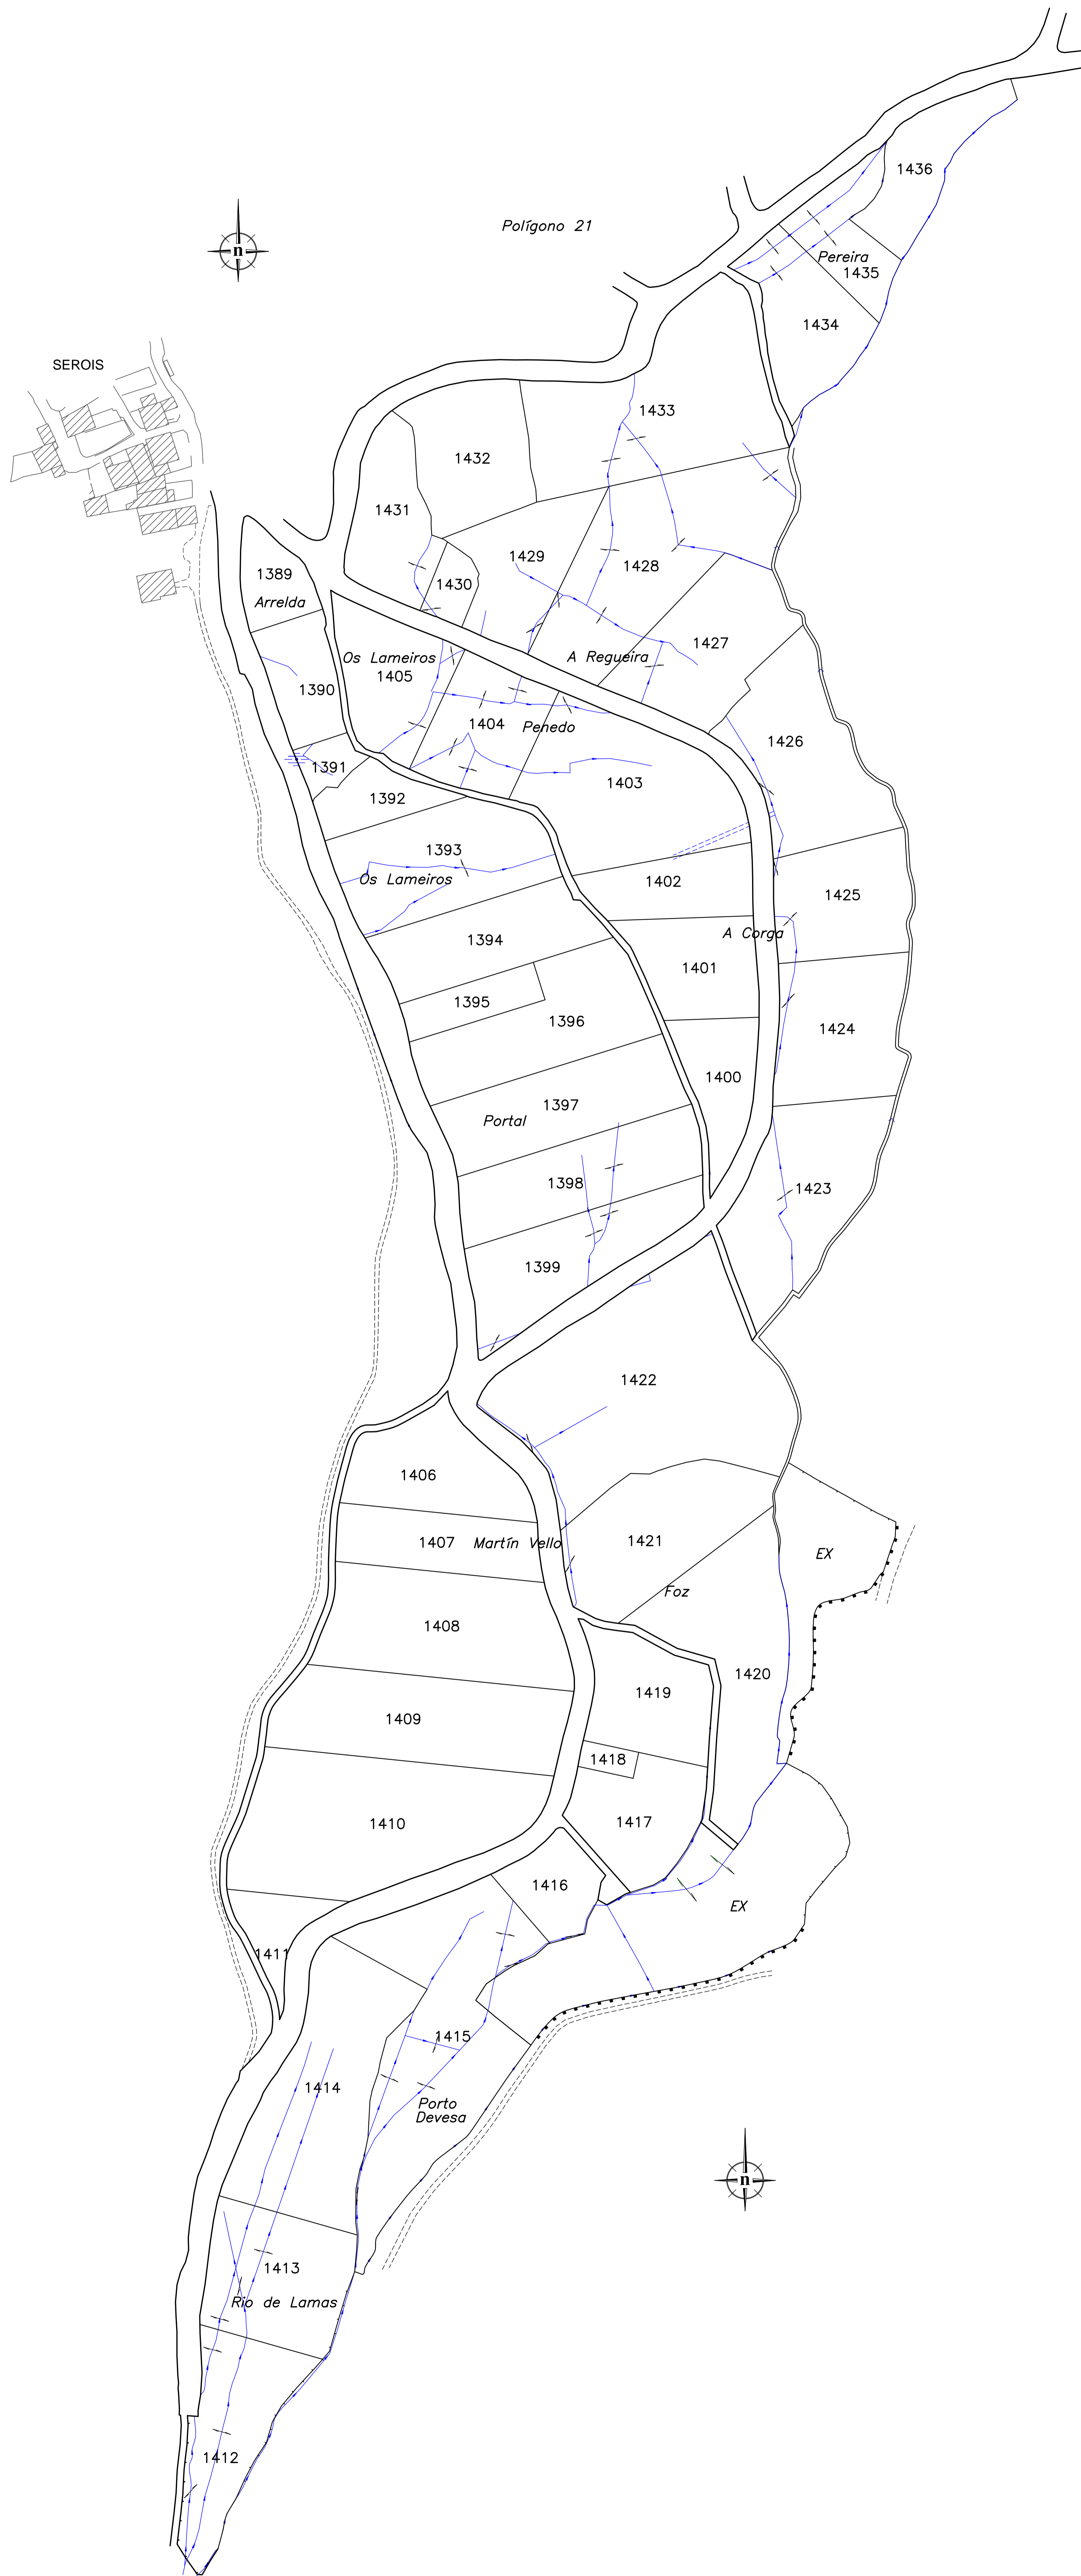 1436
Polígono 21
Pereira
1435
n
1434
SEROIS
1433
1432
1431
1429
1428
1389
1430
Arrelda
1427
Os Lameiros
A Regueira
1405
1390
1404
Penedo
1426
1391
1403
1392
1393
Os Lameiros
1402
1425
1394
A Corga
1401
1395
1396
1424
1400
1397
Portal
1398
1423
1399
1422
1406
1407
Martín Vello
1421
EX
Foz
1408
1420
1419
1409
1418
1410
1417
1416
EX
1411
1415
1414
Porto
Devesa
n
1413
Rio de Lamas
1412